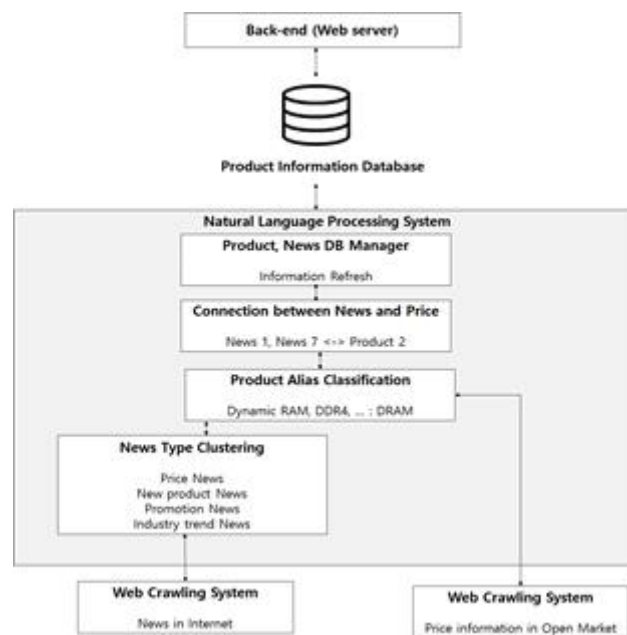 Back-end (Web server)
Product Information Database
Natural Language Processing System
Product, News DB Manager
Information Refresh
Connection between News and Price
News 1, News 7 <-> Product 2
Product Alias Classification
Dynamic RAM, DDR4, ... : DRAM
News Type Clustering
Price News
New product News
Promotion News
Industry trend News
Web Crawling System
News in Internet
Web Crawling System
Price information in Open Market